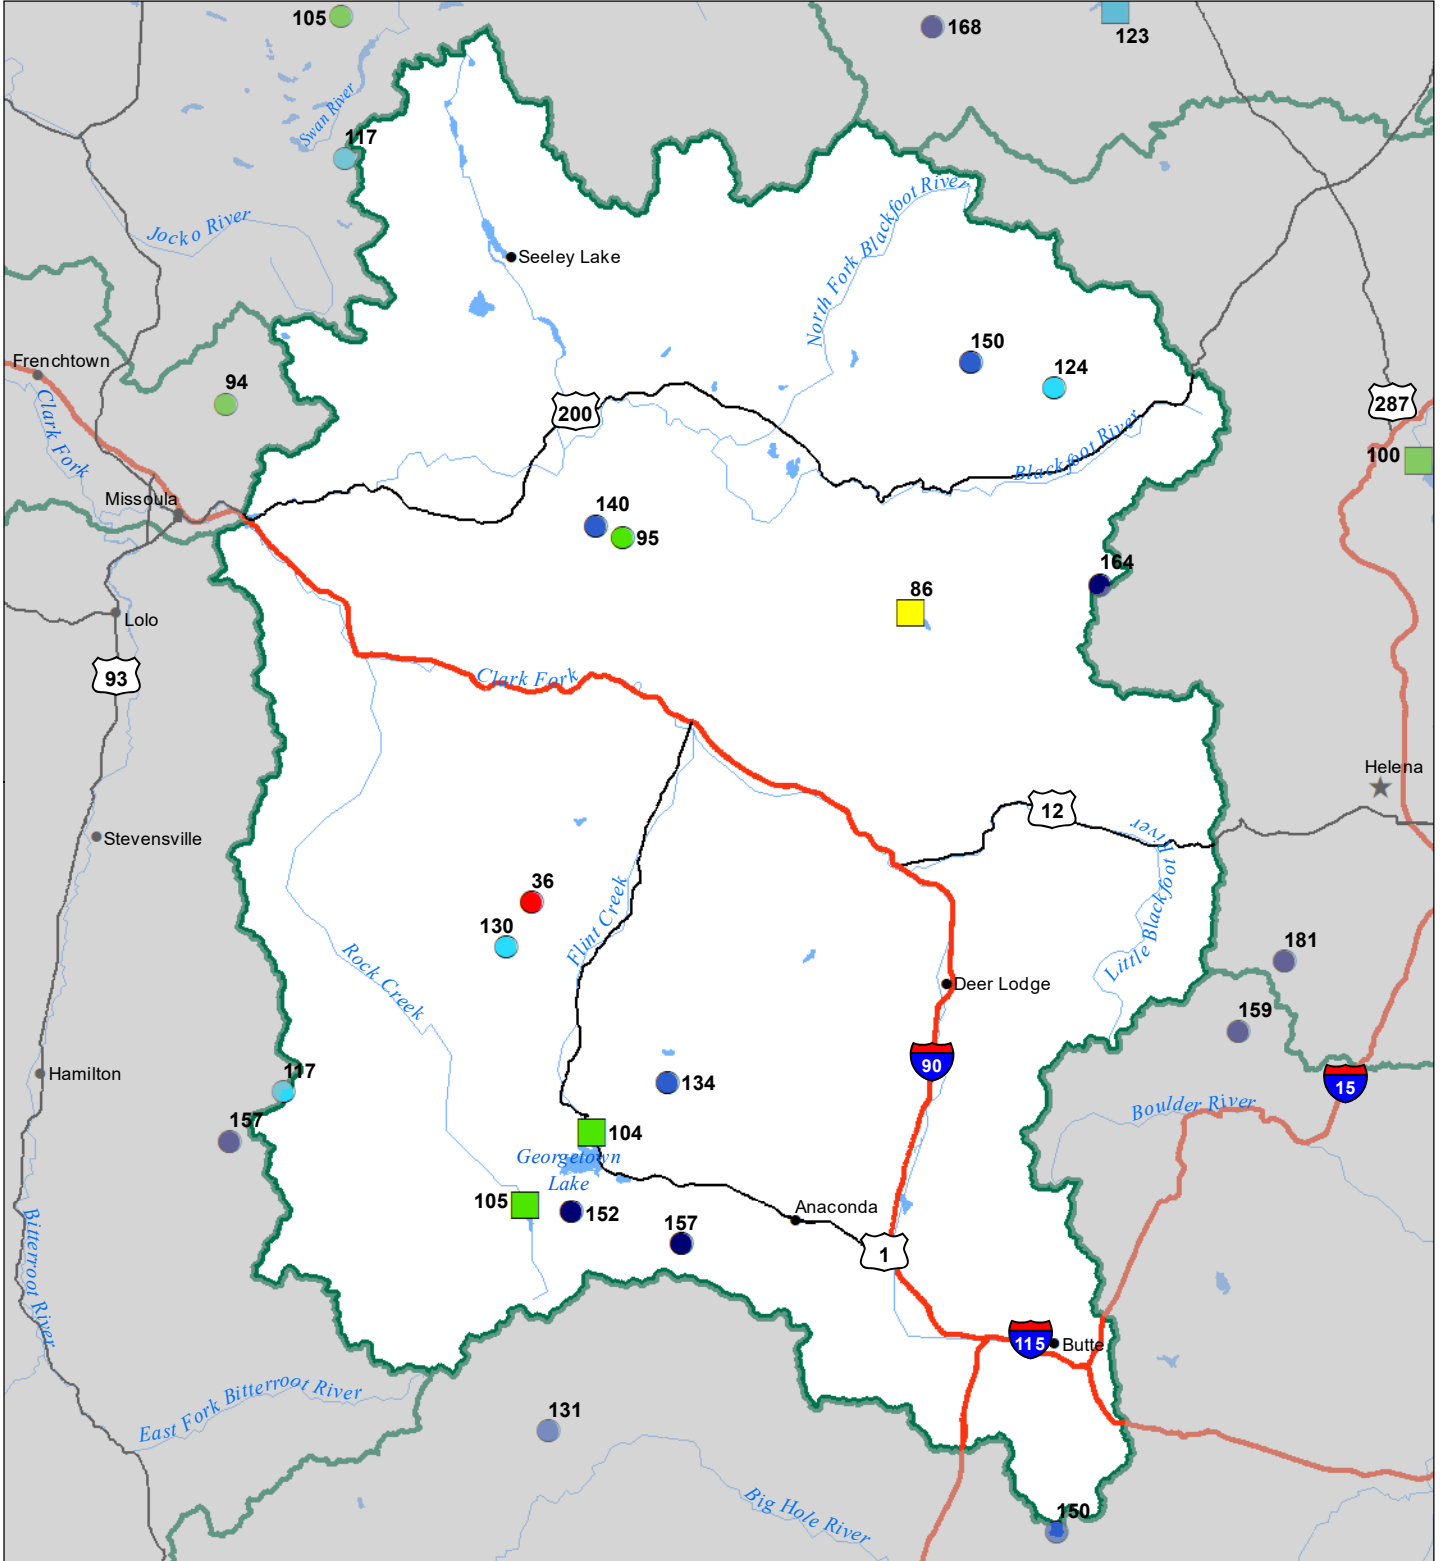 105
168
123
Swan River
117
North Fork Blackfoot River
Jocko River
Seeley Lake
150
124
Frenchtown
94
Clark Fork
200
287
100
Blackfoot River
Missoula
140
95
164
86
Lolo
93
Clark Fork
Helena
12
Little Blackfoot River
Stevensville
36
130
Flint Creek
Rock Creek
181
Deer Lodge
159
90
15
Hamilton
117
134
157
Boulder River
104
Georgetown
Lake
105
152
157
Anaconda
1
Bitterroot River
115
Butte
East Fork Bitterroot River
131
Big Hole River
150